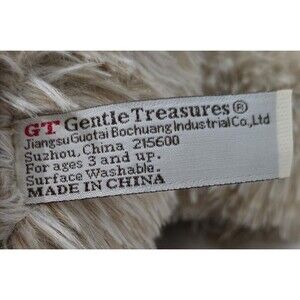 GT Gentle Treasures®
Jiangsu Guotai Bochuang Industrial Co.,Ltd
Suzhou, China, 215600
For ages 3 and up.
Surface Washable.
MADE IN CHINA